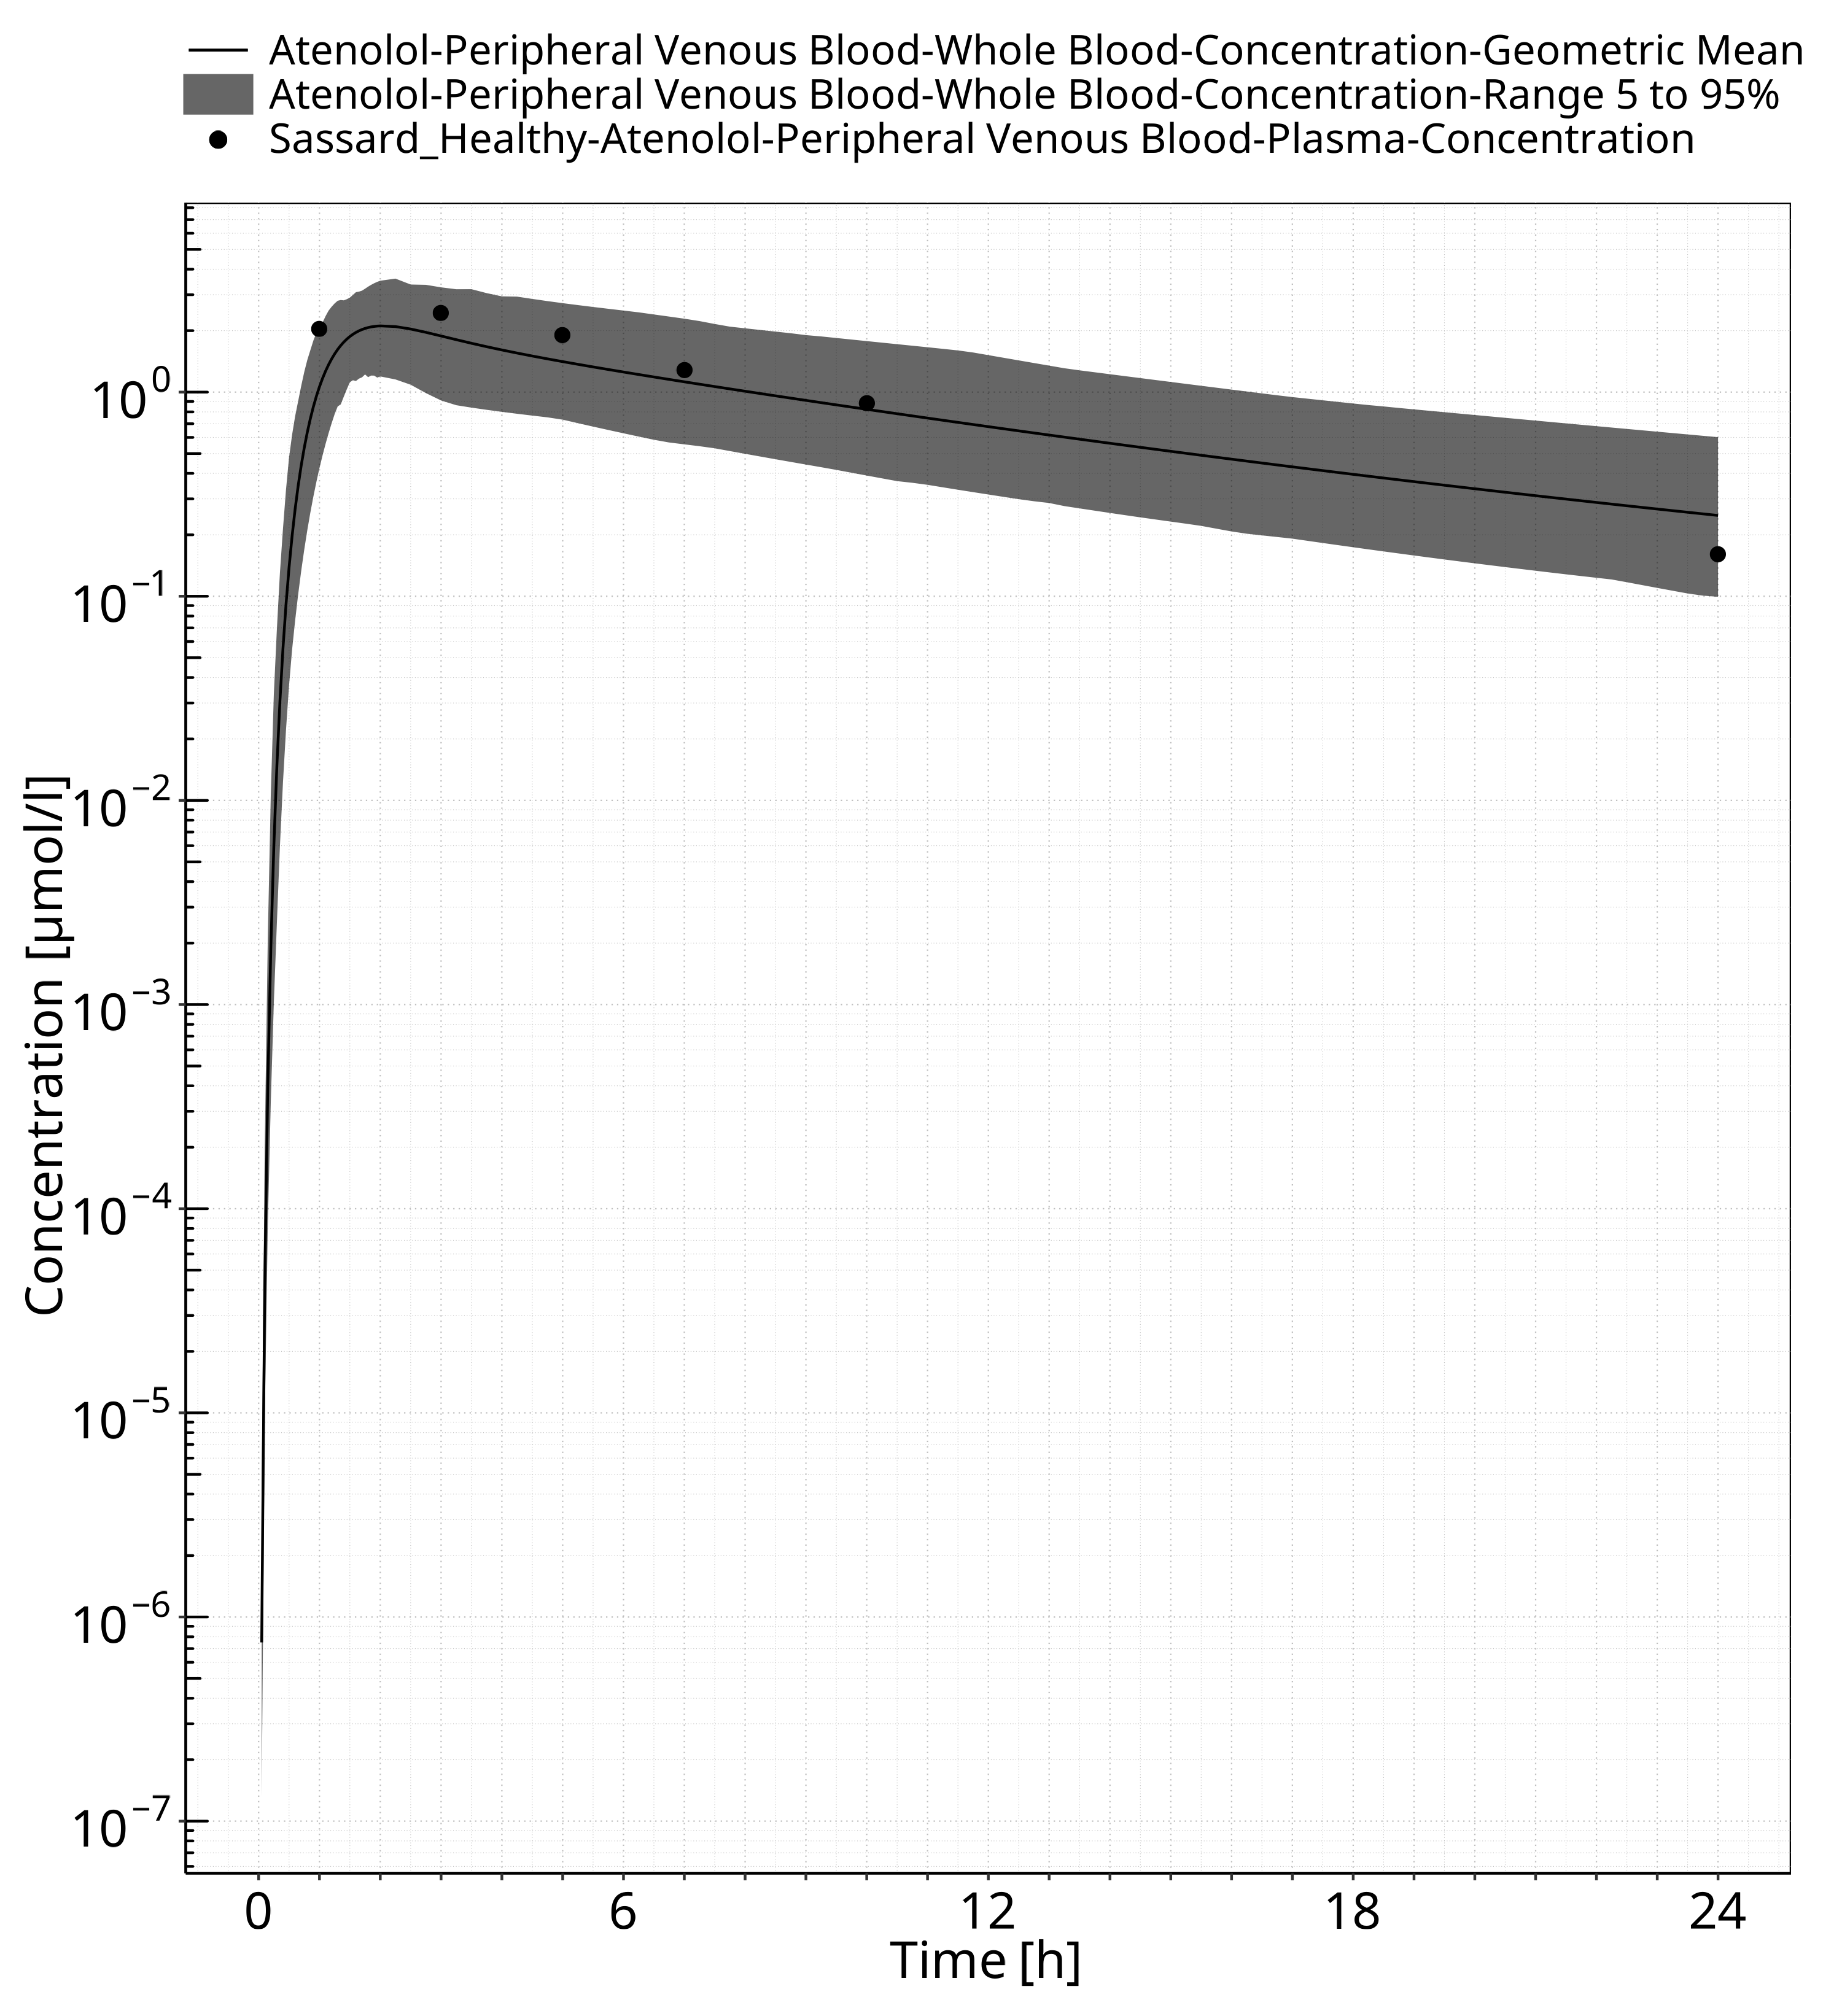 Atenolol-Peripheral Venous Blood-Whole Blood-Concentration-Geometric Mean
Atenolol-Peripheral Venous Blood-Whole Blood-Concentration-Range 5 to 95%
Sassard_Healthy-Atenolol-Peripheral Venous Blood-Plasma-Concentration
Concentration [µmol/l]
10⁰
10⁻¹
10⁻²
10⁻³
10⁻⁴
10⁻⁵
10⁻⁶
10⁻⁷
0 6 12 18 24
Time [h]